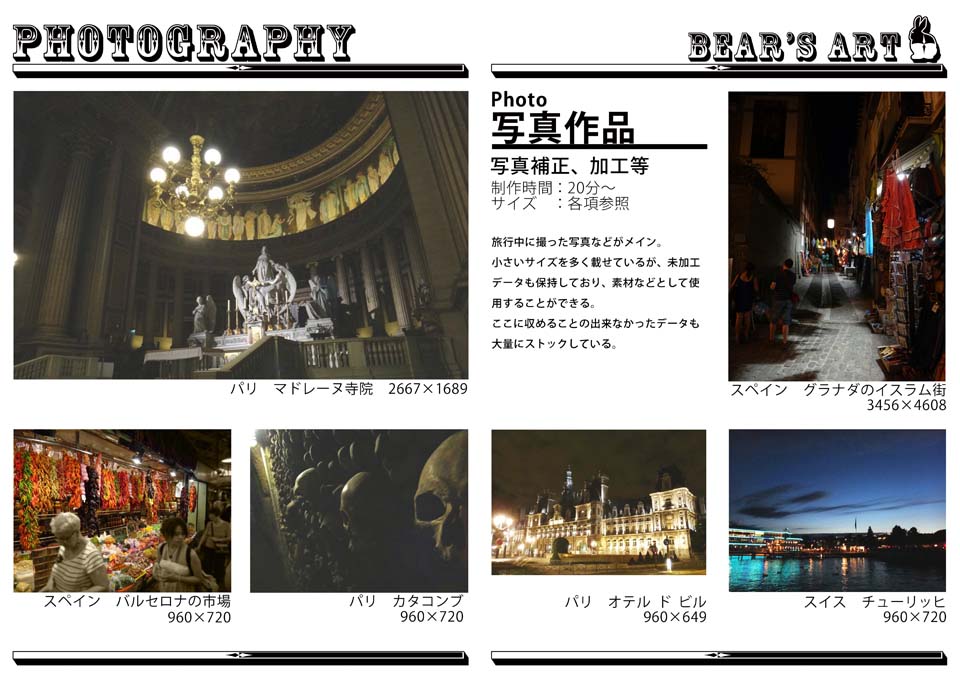 PHOTOGRAPHY
BEAR'S ART
Photo
写真作品
写真補正、加工等
制作時間：20分～
サイズ　：各項参照
旅行中に撮った写真などがメイン。
小さいサイズを多く載せているが、未加工
データも保持しており、素材などとして使
用することができる。
ここに収めることの出来なかったデータも
大量にストックしている。
パリ　マドレーヌ寺院　2667×1689
スペイン　グラナダのイスラム街
3456×4608
スペイン　バルセロナの市場
960×720
パリ　カタコンブ
960×720
パリ　オテル ド ビル
960×649
スイス　チューリッヒ
960×720